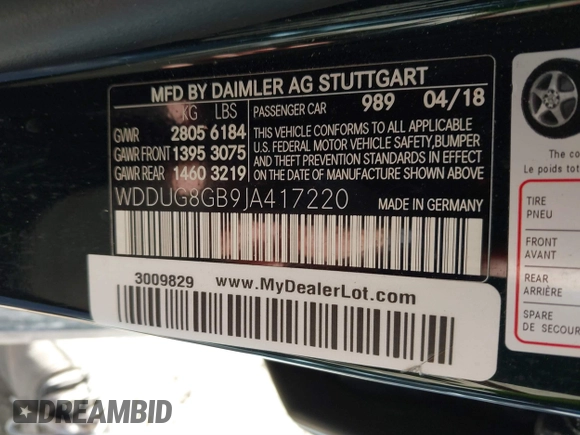 MFD BY DAIMLER AG STUTTGART
KG LBS
GVWR 2805 6184
GAWR FRONT 1395 3075
GAWR REAR 1460 3219
PASSENGER CAR 989 04/18
THIS VEHICLE CONFORMS TO ALL APPLICABLE
U.S. FEDERAL MOTOR VEHICLE SAFETY, BUMPER
AND THEFT PREVENTION STANDARDS IN EFFECT
ON THE DATE OF MANUFACTURE SHOWN ABOVE
WDDUG8GB9JA417220
MADE IN GERMANY
3009829 www.MyDealerLot.com
The co
Le poids tota
TIRE
PNEU
FRONT
AVANT
REAR
ARRIÈRE
SPARE
DE SECOUR
DREAMBID